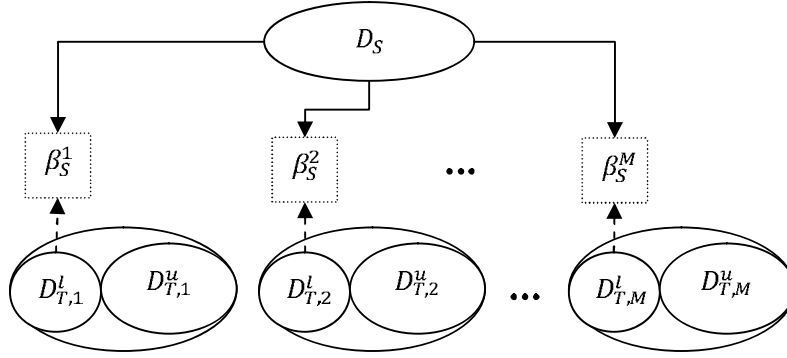 D_S
β_S^1 β_S^2 ... β_S^M
D_{T,1}^l D_{T,1}^u D_{T,2}^l D_{T,2}^u ... D_{T,M}^l D_{T,M}^u